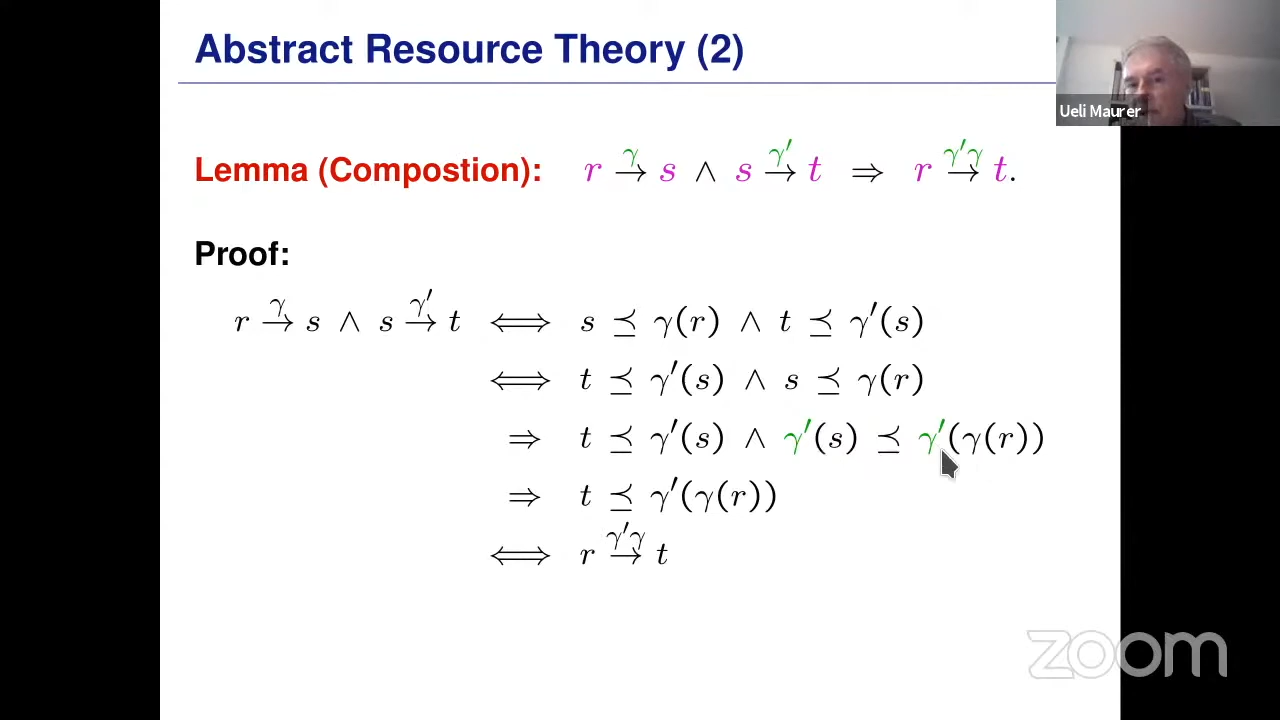 Abstract Resource Theory (2)
Ueli Maurer
Lemma (Compostion): r →^γ s ∧ s →^γ′ t ⇒ r →^γ′γ t.
Proof:
r →^γ s ∧ s →^γ′ t ⟺ s ⪯ γ(r) ∧ t ⪯ γ′(s)
⟺ t ⪯ γ′(s) ∧ s ⪯ γ(r)
⇒ t ⪯ γ′(s) ∧ γ′(s) ⪯ γ′(γ(r))
⇒ t ⪯ γ′(γ(r))
⟺ r →^γ′γ t
zoom